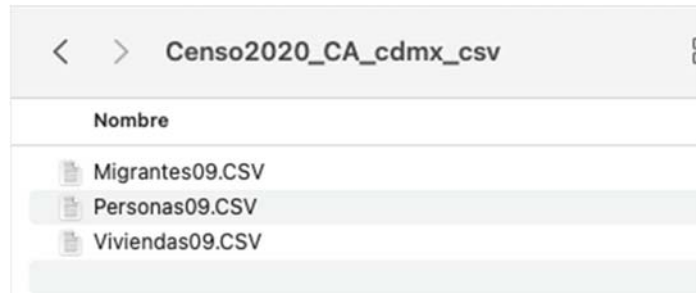 Censo2020_CA_cdmx_csv
Nombre
Migrantes09.CSV
Personas09.CSV
Viviendas09.CSV